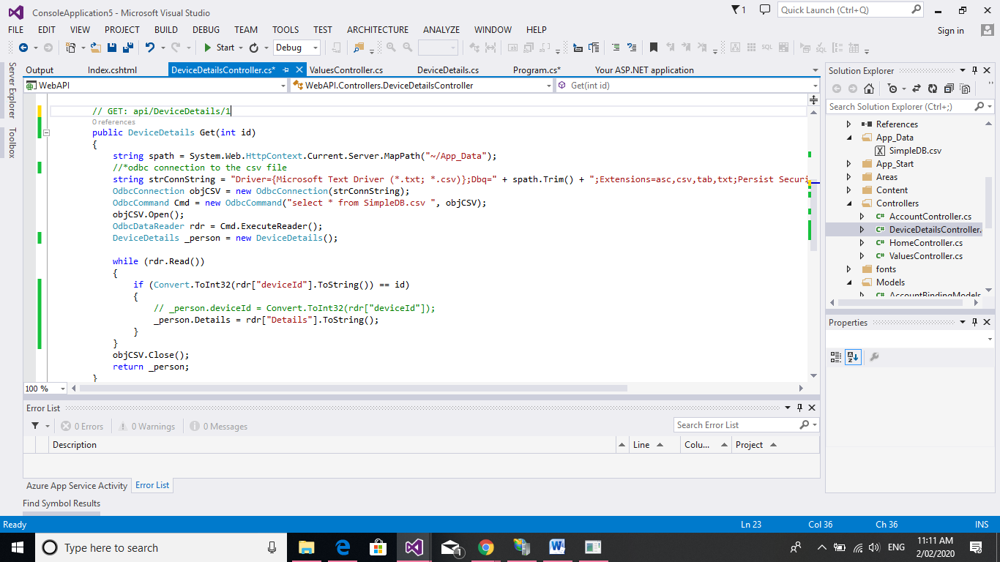 ConsoleApplication5 - Microsoft Visual Studio
1
Quick Launch (Ctrl+Q)
FILE EDIT VIEW PROJECT BUILD DEBUG TEAM TOOLS TEST ARCHITECTURE ANALYZE WINDOW HELP
Sign in
Start
Debug
SQL
Server Explorer
Toolbox
Output Index.cshtml DeviceDetailsController.cs* ValuesController.cs DeviceDetails.cs Program.cs* Your ASP.NET application
WebAPI
WebAPI.Controllers.DeviceDetailsController
Get(int id)
// GET: api/DeviceDetails/1
0 references
public DeviceDetails Get(int id)
{
string spath = System.Web.HttpContext.Current.Server.MapPath("~/App_Data");
//*odbc connection to the csv file
string strConnString = "Driver={Microsoft Text Driver (*.txt; *.csv)};Dbq=" + spath.Trim() + ";Extensions=asc,csv,tab,txt;Persist Securi
OdbcConnection objCSV = new OdbcConnection(strConnString);
OdbcCommand Cmd = new OdbcCommand("select * from SimpleDB.csv ", objCSV);
objCSV.Open();
OdbcDataReader rdr = Cmd.ExecuteReader();
DeviceDetails _person = new DeviceDetails();
while (rdr.Read())
{
if (Convert.ToInt32(rdr["deviceId"].ToString()) == id)
{
// _person.deviceId = Convert.ToInt32(rdr["deviceId"]);
_person.Details = rdr["Details"].ToString();
}
}
objCSV.Close();
return _person;
}
100 %
Solution Explorer
Search Solution Explorer (Ctrl+;)
References
App_Data
SimpleDB.csv
App_Start
Areas
Content
Controllers
C# AccountController.cs
C# DeviceDetailsController.
C# HomeController.cs
C# ValuesController.cs
fonts
Models
C# AccountBindingModels
Properties
Error List
0 Errors
0 Warnings
0 Messages
Search Error List
Description Line Colu... Project
Azure App Service Activity Error List
Find Symbol Results
Ready
Ln 23 Col 36 Ch 36 INS
Type here to search
1
ENG
11:11 AM
2/02/2020